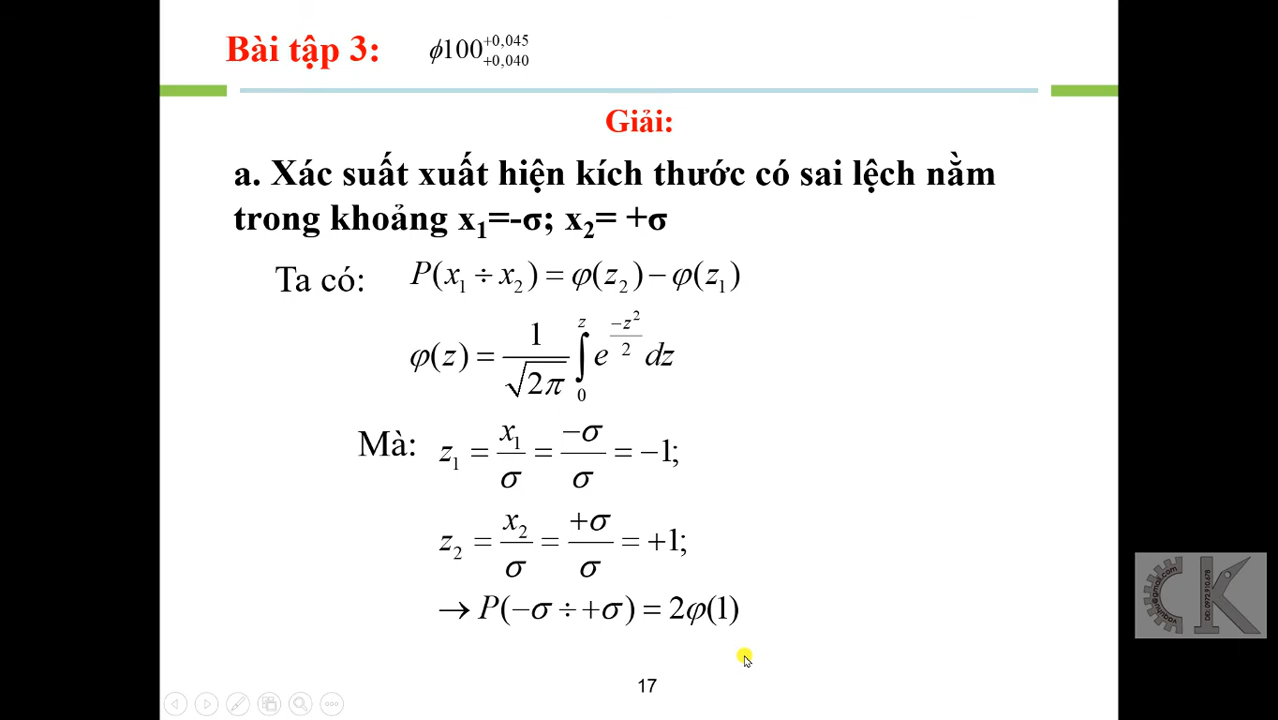 Bài tập 3: ϕ100 +0,045 +0,040
Giải:
a. Xác suất xuất hiện kích thước có sai lệch nằm
trong khoảng x₁=-σ; x₂= +σ
Ta có: P(x₁ ÷ x₂) = φ(z₂) − φ(z₁)
φ(z) = 1/√2π ∫₀ᶻ e^(−z²/2) dz
Mà: z₁ = x₁/σ = −σ/σ = −1;
z₂ = x₂/σ = +σ/σ = +1;
→ P(−σ ÷ +σ) = 2φ(1)
17